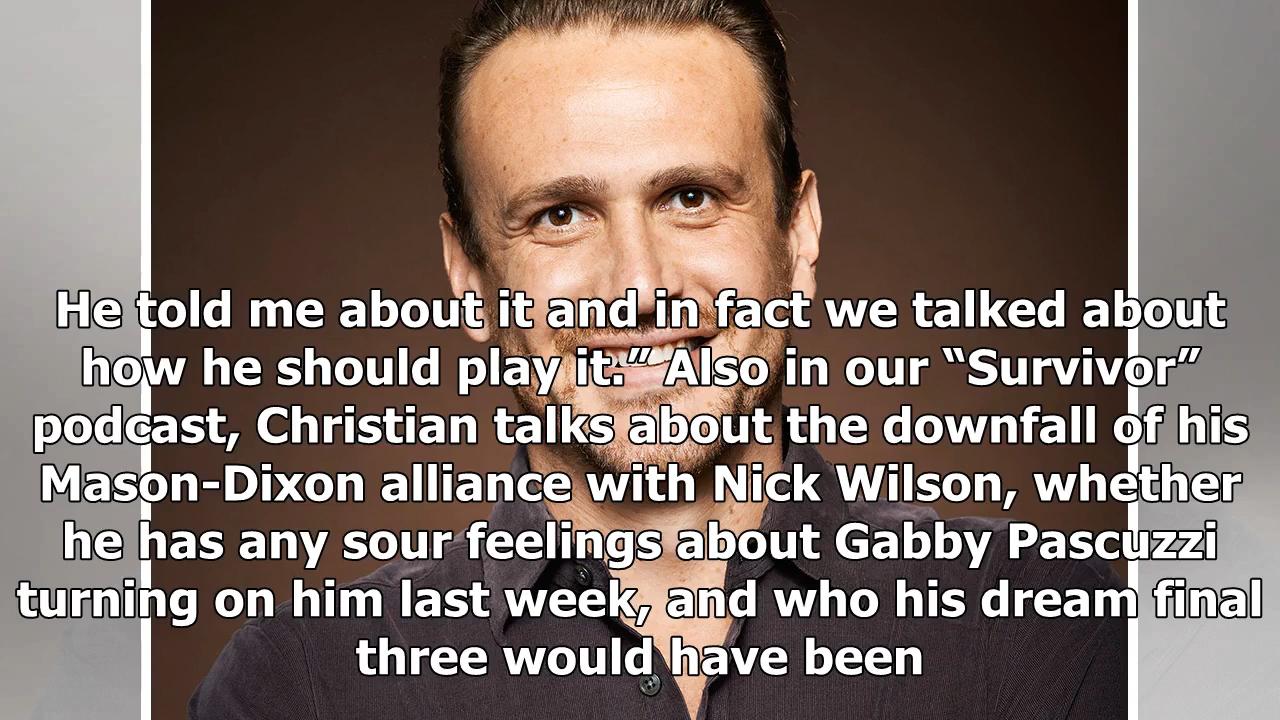 He told me about it and in fact we talked about
how he should play it.” Also in our “Survivor”
podcast, Christian talks about the downfall of his
Mason-Dixon alliance with Nick Wilson, whether
he has any sour feelings about Gabby Pascuzzi
turning on him last week, and who his dream final
three would have been